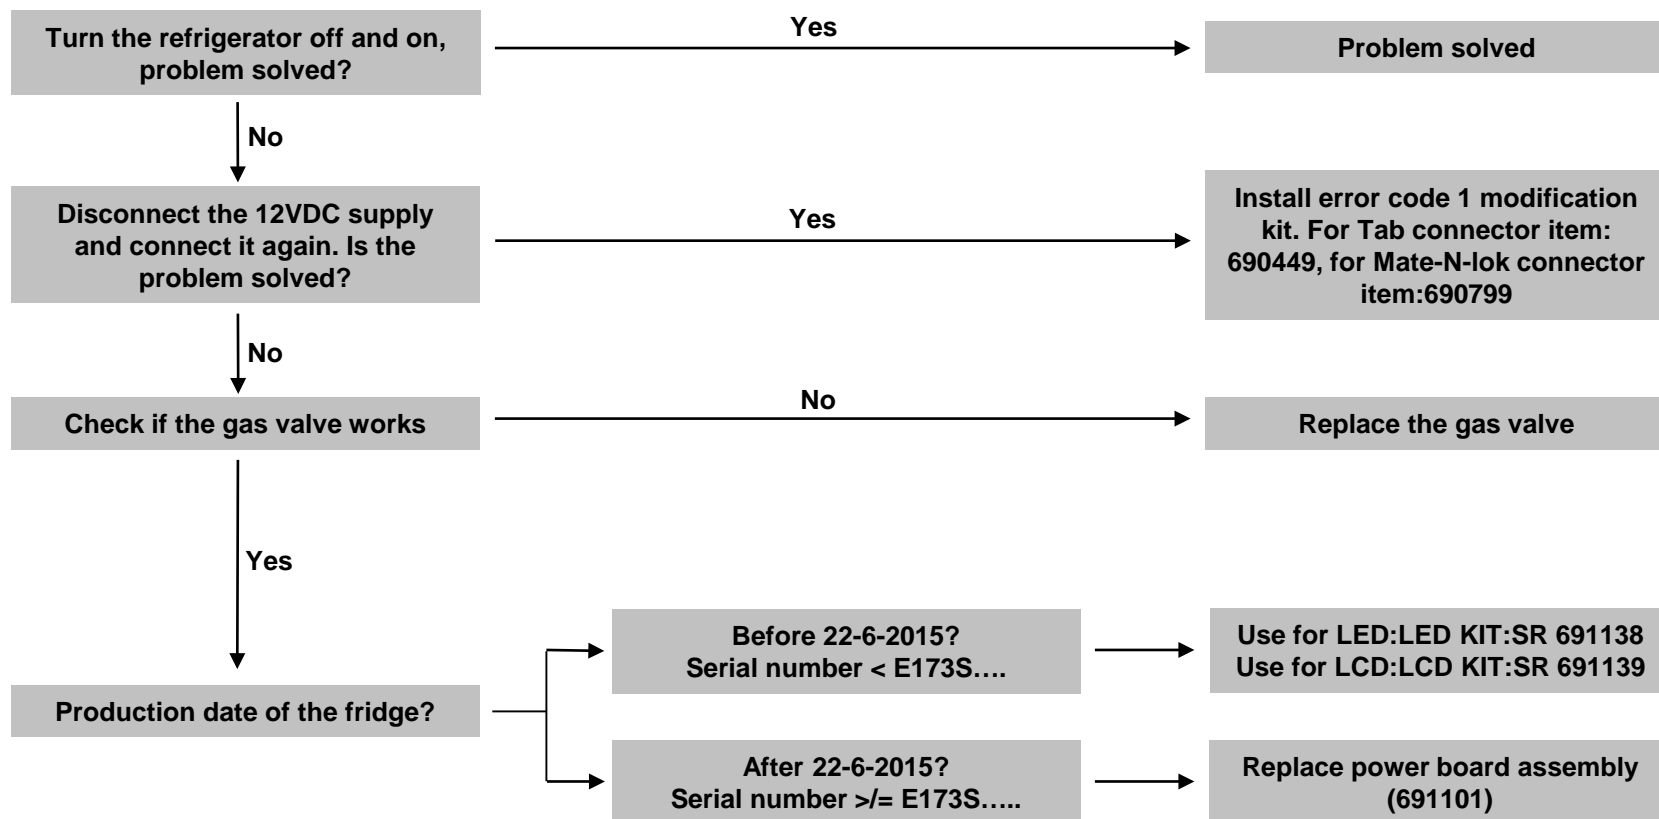 Turn the refrigerator off and on,
problem solved?
Yes
Problem solved
No
Disconnect the 12VDC supply
and connect it again. Is the
problem solved?
Yes
Install error code 1 modification
kit. For Tab connector item:
690449, for Mate-N-lok connector
item:690799
No
Check if the gas valve works
No
Replace the gas valve
Yes
Before 22-6-2015?
Serial number < E173S….
Use for LED:LED KIT:SR 691138
Use for LCD:LCD KIT:SR 691139
Production date of the fridge?
After 22-6-2015?
Serial number >/= E173S…..
Replace power board assembly
(691101)